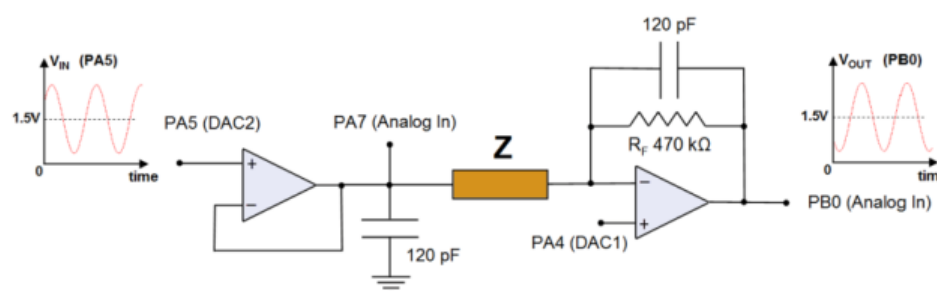 120 pF
V_IN (PA5)
1.5V
0
time
PA5 (DAC2)
PA7 (Analog In)
Z
R_F 470 kΩ
V_OUT (PB0)
1.5V
0
time
+
−
120 pF
−
+
PA4 (DAC1)
PB0 (Analog In)